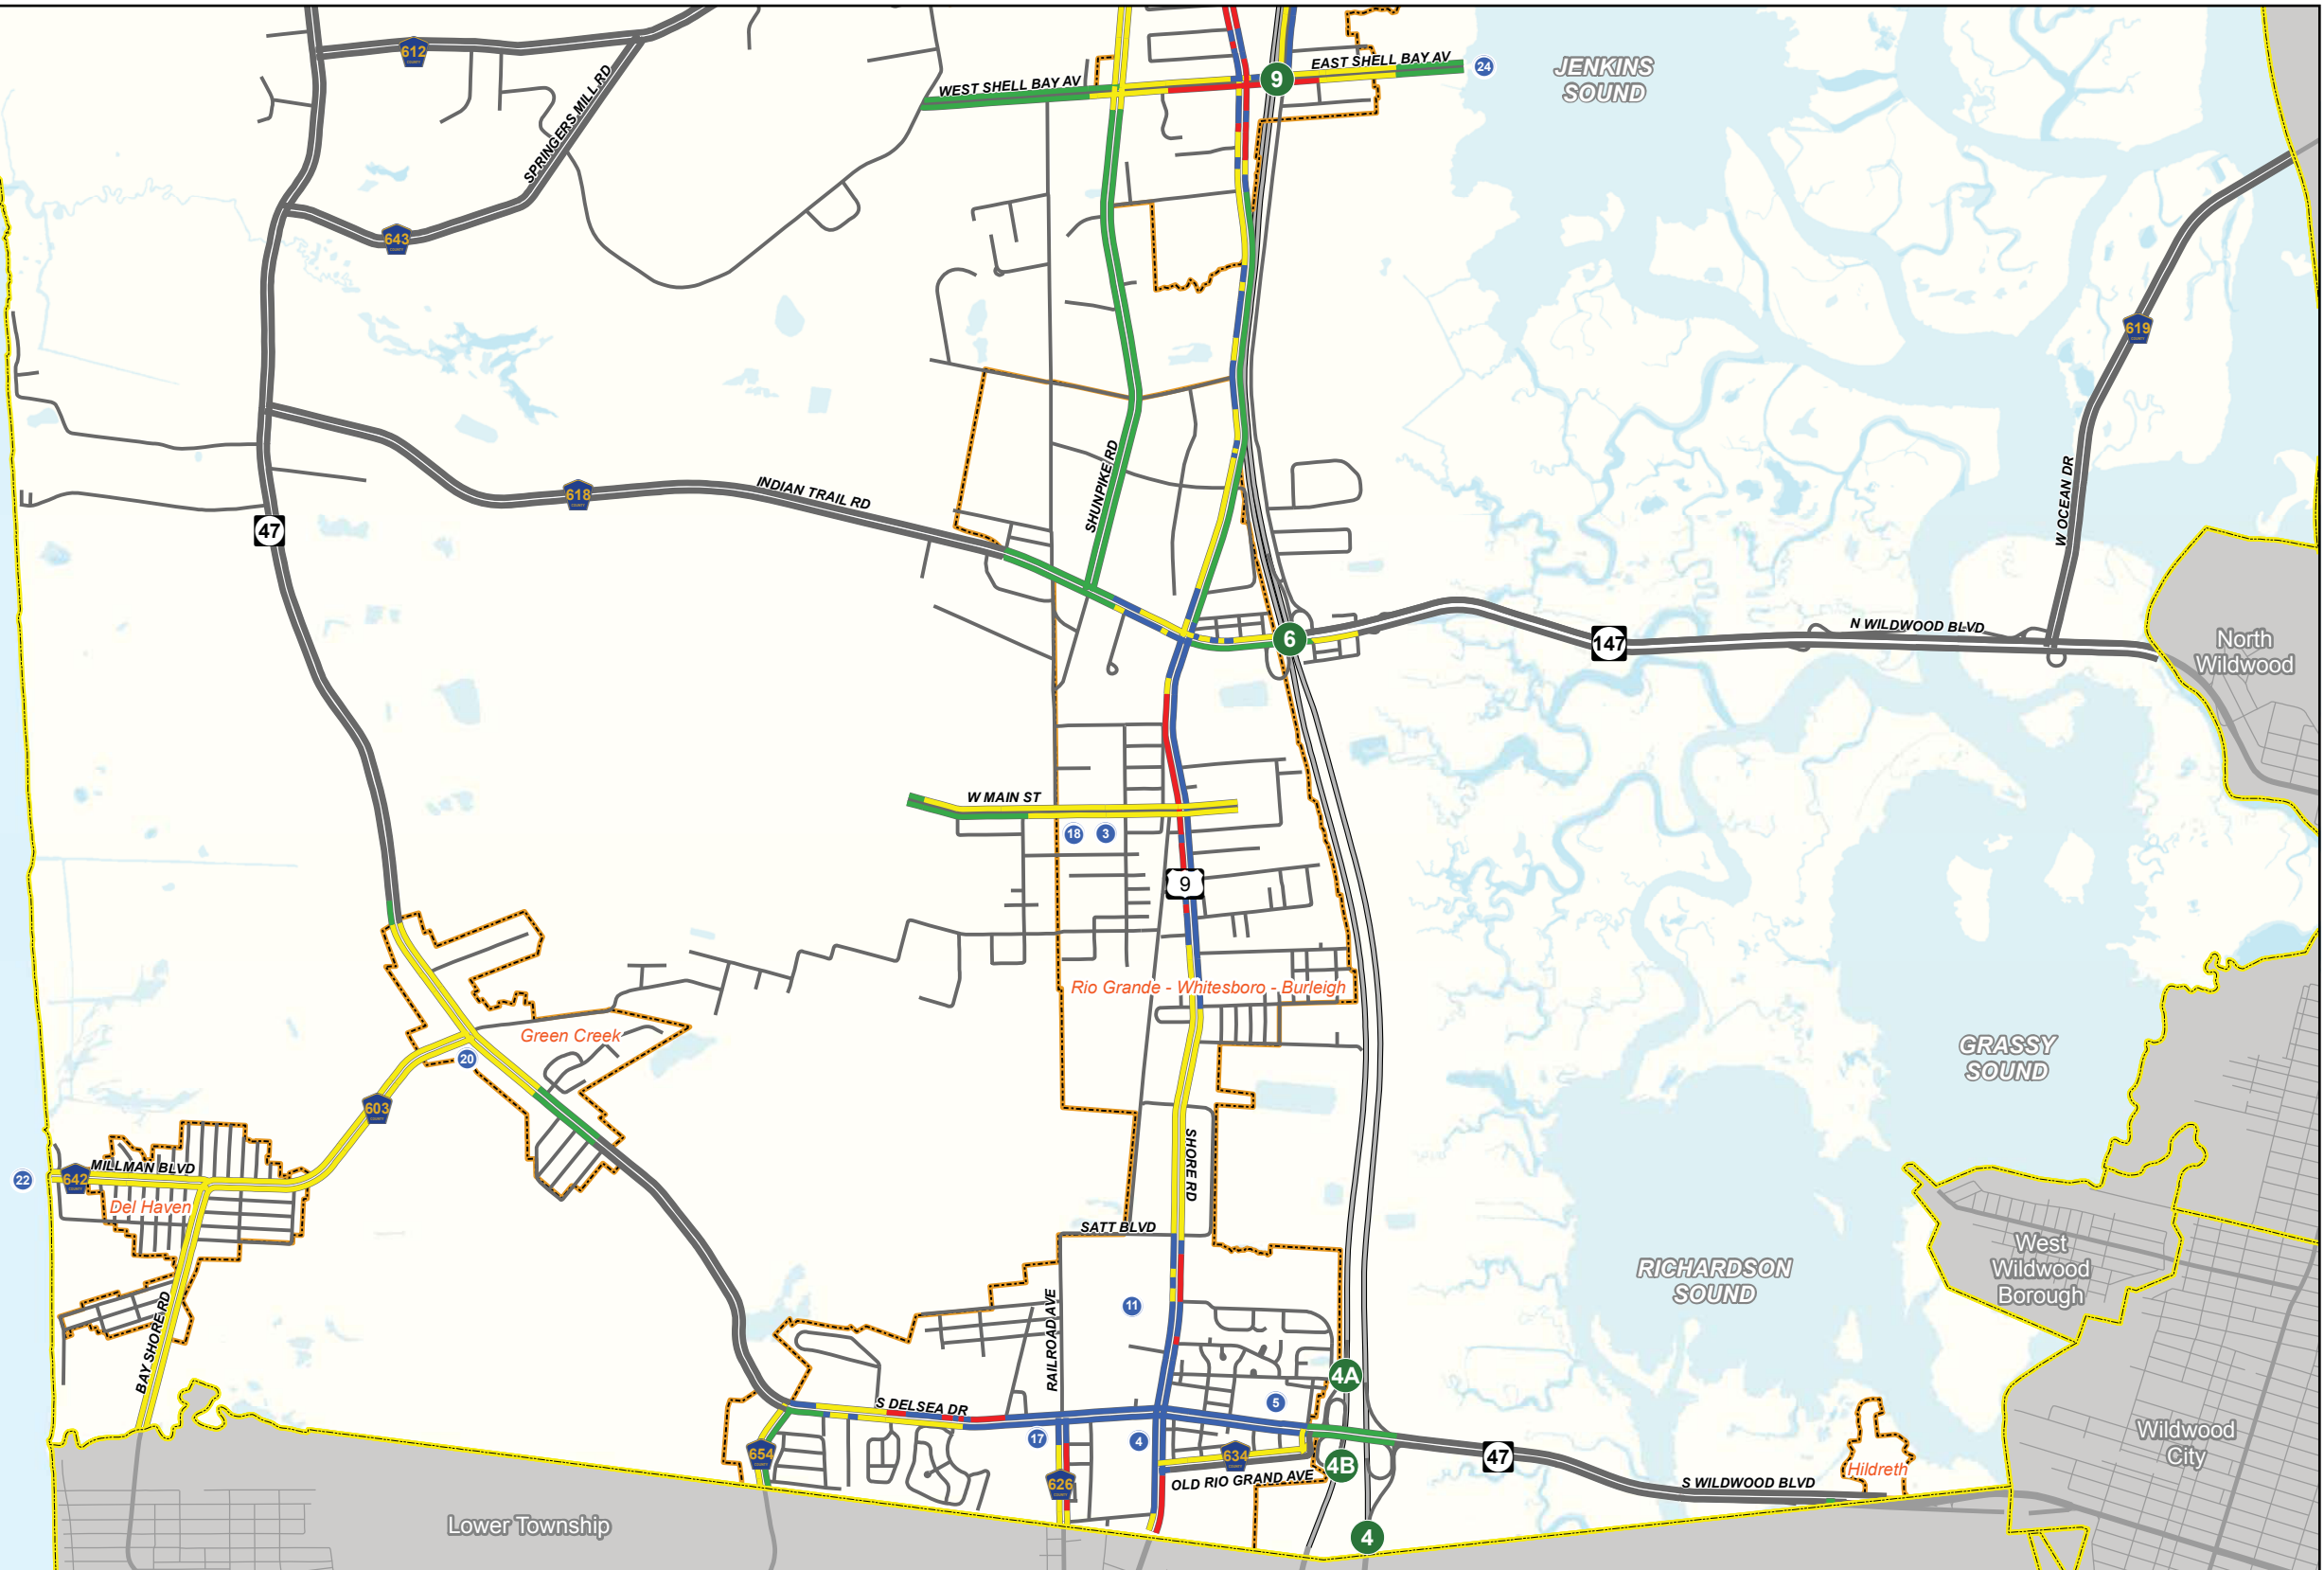 612
SPRINGERS MILL RD
WEST SHELL BAY AV
9
EAST SHELL BAY AV
24
JENKINS
SOUND
643
619
618
INDIAN TRAIL RD
SHUNPIKE RD
47
W OCEAN DR
6
147
N WILDWOOD BLVD
North
Wildwood
W MAIN ST
18
3
9
Rio Grande - Whitesboro - Burleigh
Green Creek
20
603
GRASSY
SOUND
22
642
MILLMAN BLVD
Del Haven
SHORE RD
SATT BLVD
RICHARDSON
SOUND
West
Wildwood
Borough
BAY SHORE RD
RAILROAD AVE
11
4A
5
S DELSEA DR
17
4
654
634
4B
626
OLD RIO GRAND AVE
47
S WILDWOOD BLVD
Hildreth
Wildwood
City
Lower Township
4